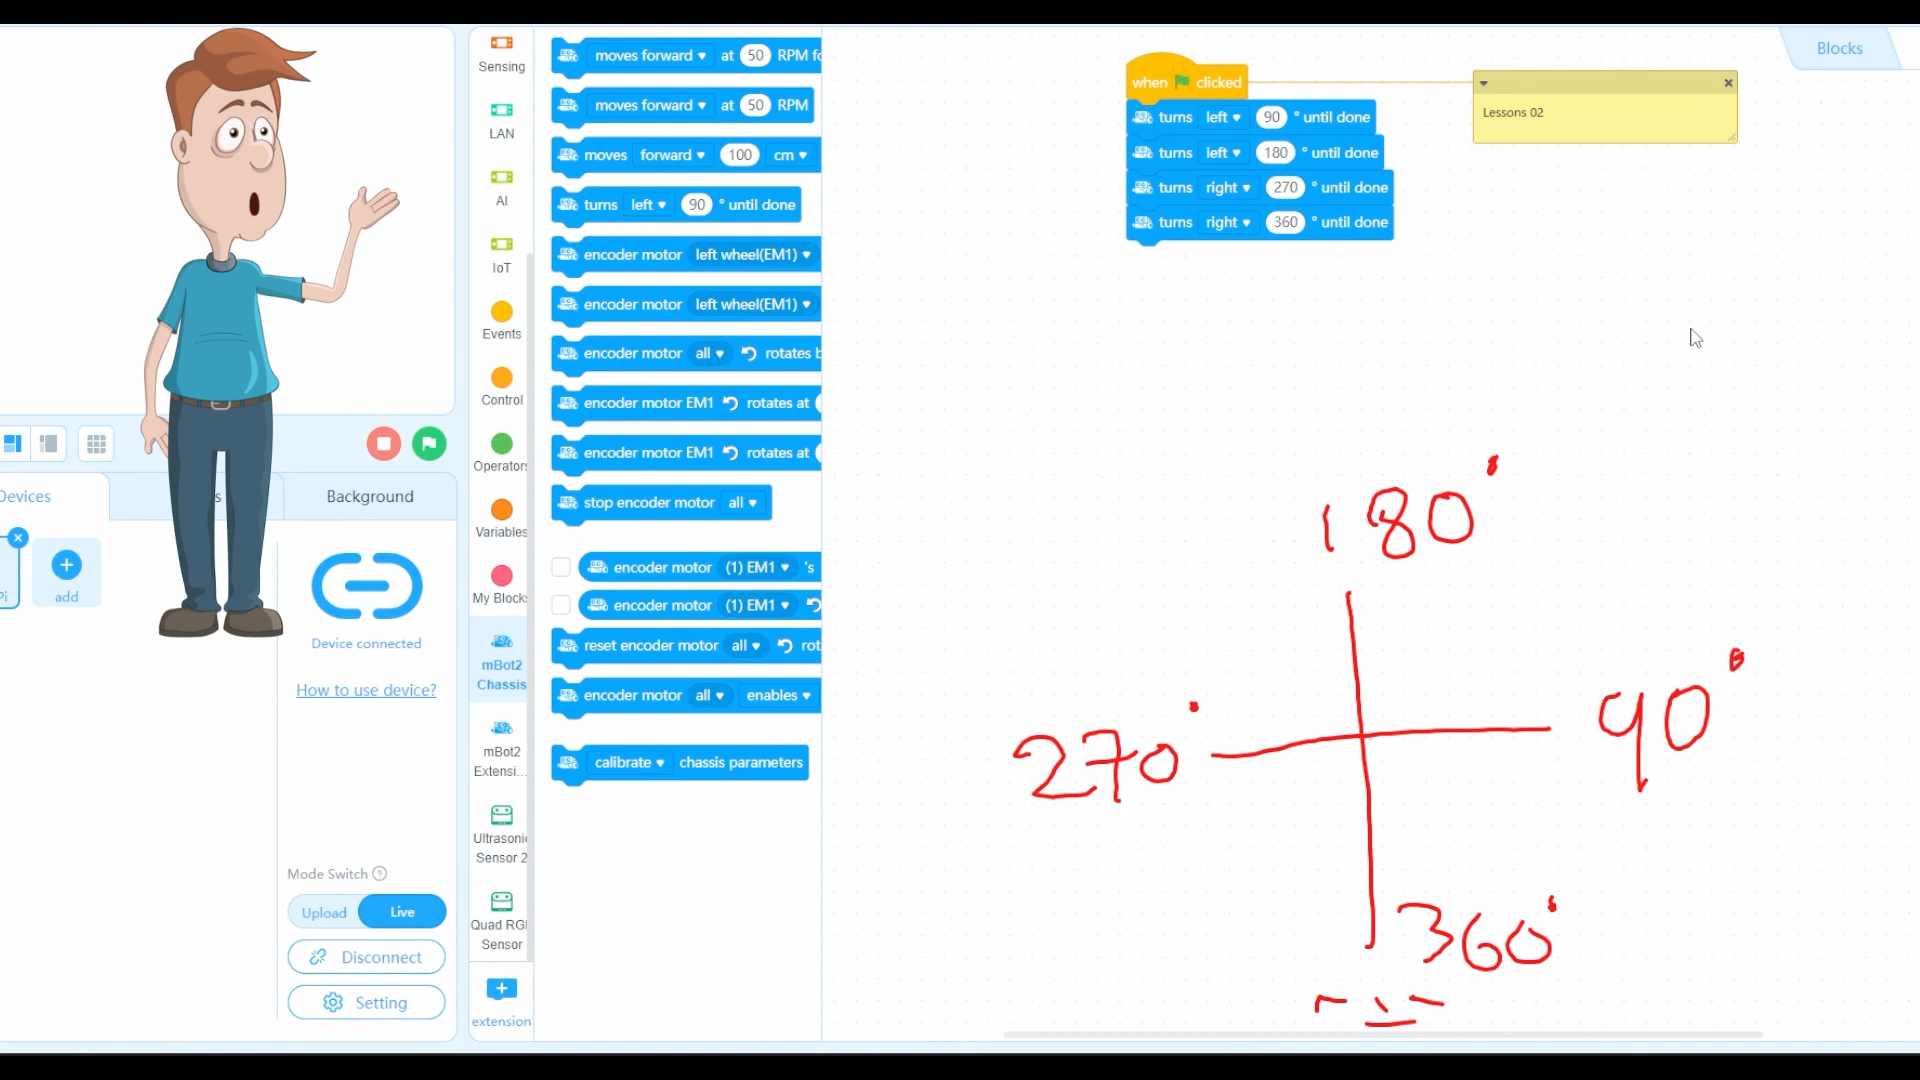 Sensing
LAN
AI
IoT
Events
Control
Operators
Variables
My Block
mBot2
Chassis
mBot2
Extensi...
Ultrasonic
Sensor 2
Quad RGB
Sensor
extension
Devices
s
Background
Pi
add
Device connected
How to use device?
Mode Switch ?
Upload Live
Disconnect
Setting
moves forward at 50 RPM fo
moves forward at 50 RPM
moves forward 100 cm
turns left 90 ° until done
encoder motor left wheel(EM1)
encoder motor left wheel(EM1)
encoder motor all rotates b
encoder motor EM1 rotates at
encoder motor EM1 rotates at
stop encoder motor all
encoder motor (1) EM1 's
encoder motor (1) EM1
reset encoder motor all rot
encoder motor all enables
calibrate chassis parameters
Blocks
when clicked
turns left 90 ° until done
turns left 180 ° until done
turns right 270 ° until done
turns right 360 ° until done
Lessons 02
180°
90°
270°
360°